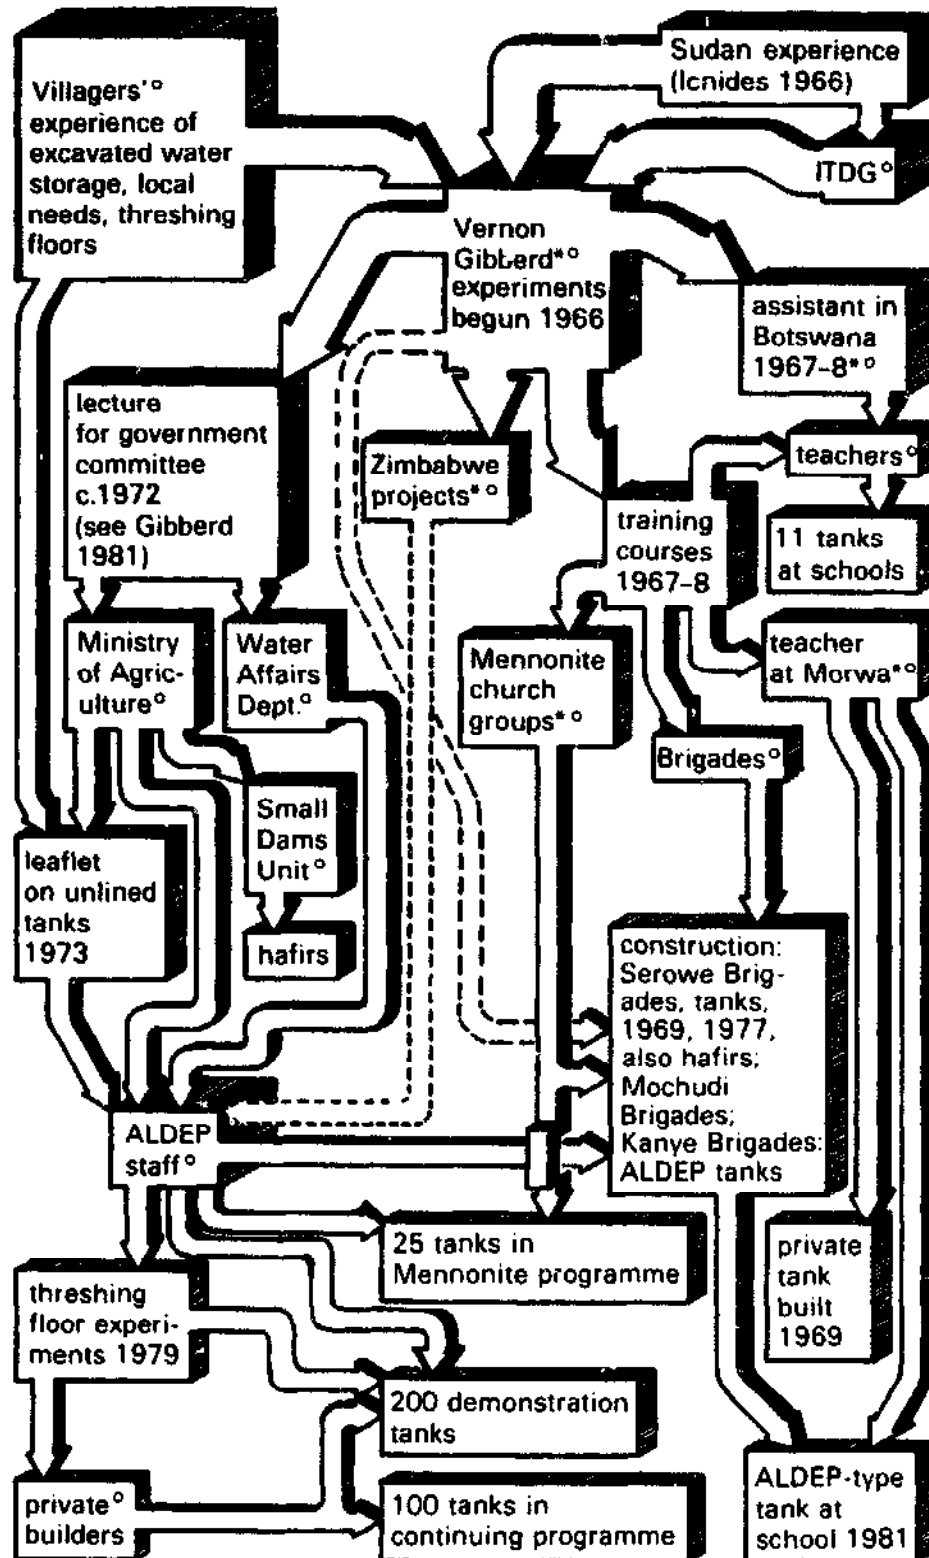 Villagers'°
experience of
excavated water
storage, local
needs, threshing
floors
Sudan experience
(Icnides 1966)
ITDG°
Vernon
Gibberd*°
experiments
begun 1966
assistant in
Botswana
1967-8*°
lecture
for government
committee
c.1972
(see Gibberd
1981)
Zimbabwe
projects*°
teachers°
training
courses
1967-8
11 tanks
at schools
Ministry
of Agric-
ulture°
Water
Affairs
Dept.°
Mennonite
church
groups*°
teacher
at Morwa*°
Brigades°
Small
Dams
Unit°
leaflet
on unlined
tanks
1973
hafirs
construction:
Serowe Brig-
ades, tanks,
1969, 1977,
also hafirs;
Mochudi
Brigades;
Kanye Brigades:
ALDEP tanks
ALDEP
staff°
25 tanks in
Mennonite programme
private
tank
built
1969
threshing
floor experi-
ments 1979
200 demonstration
tanks
private°
builders
100 tanks in
continuing programme
ALDEP-type
tank at
school 1981